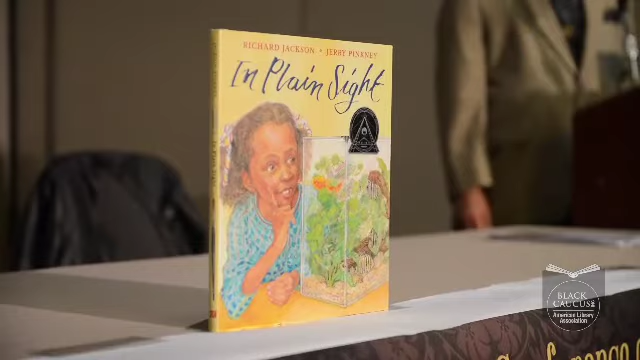 RICHARD JACKSON • JERRY PINKNEY
In Plain Sight
BLACK
CAUCUS
American Library
Association